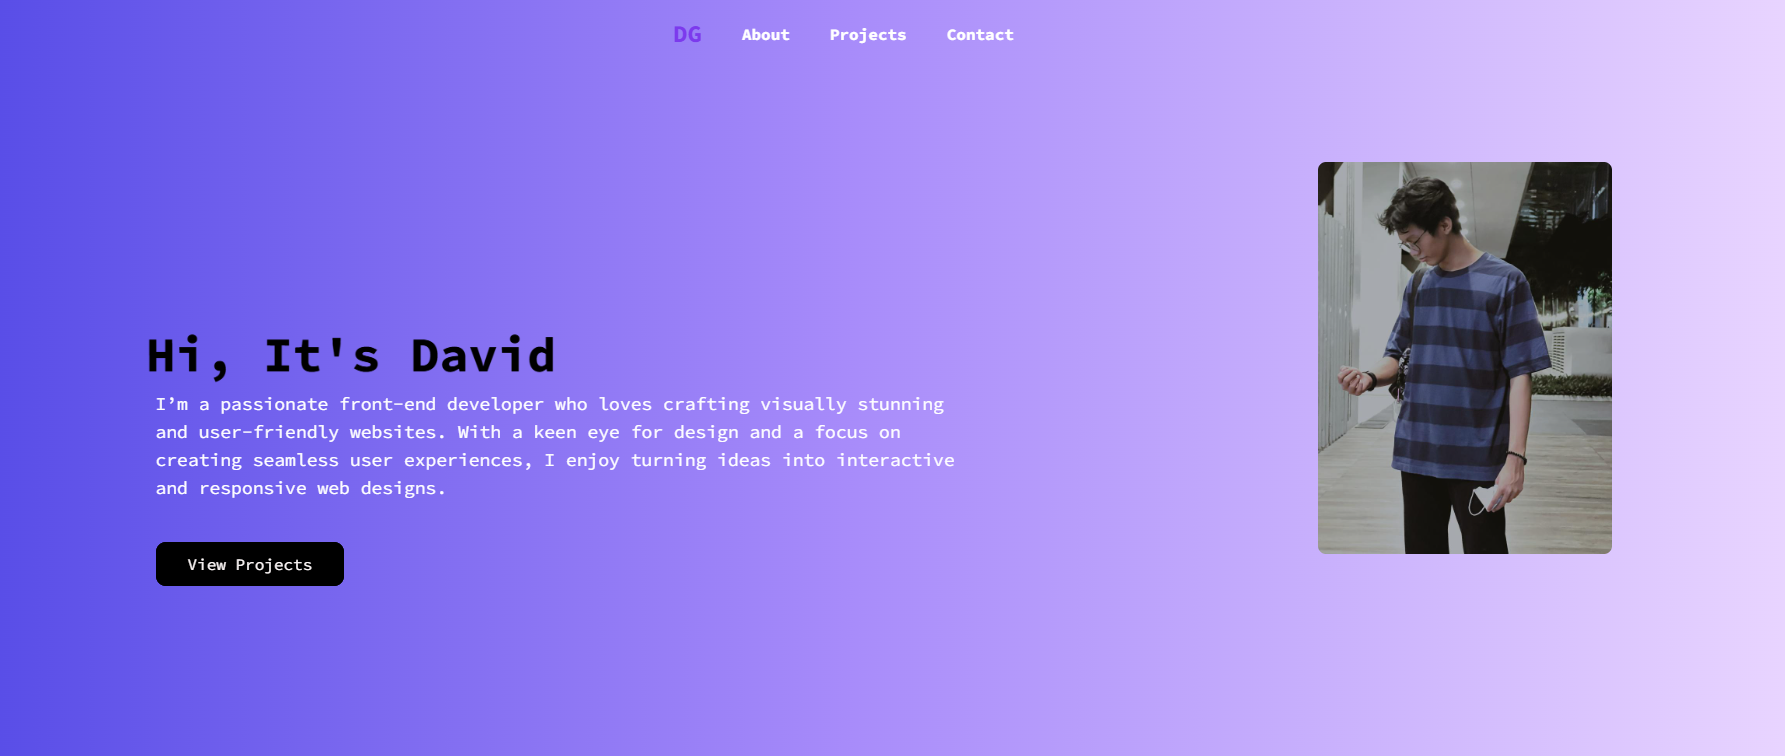 DG About Projects Contact
Hi, It's David
I’m a passionate front-end developer who loves crafting visually stunning
and user-friendly websites. With a keen eye for design and a focus on
creating seamless user experiences, I enjoy turning ideas into interactive
and responsive web designs.
View Projects